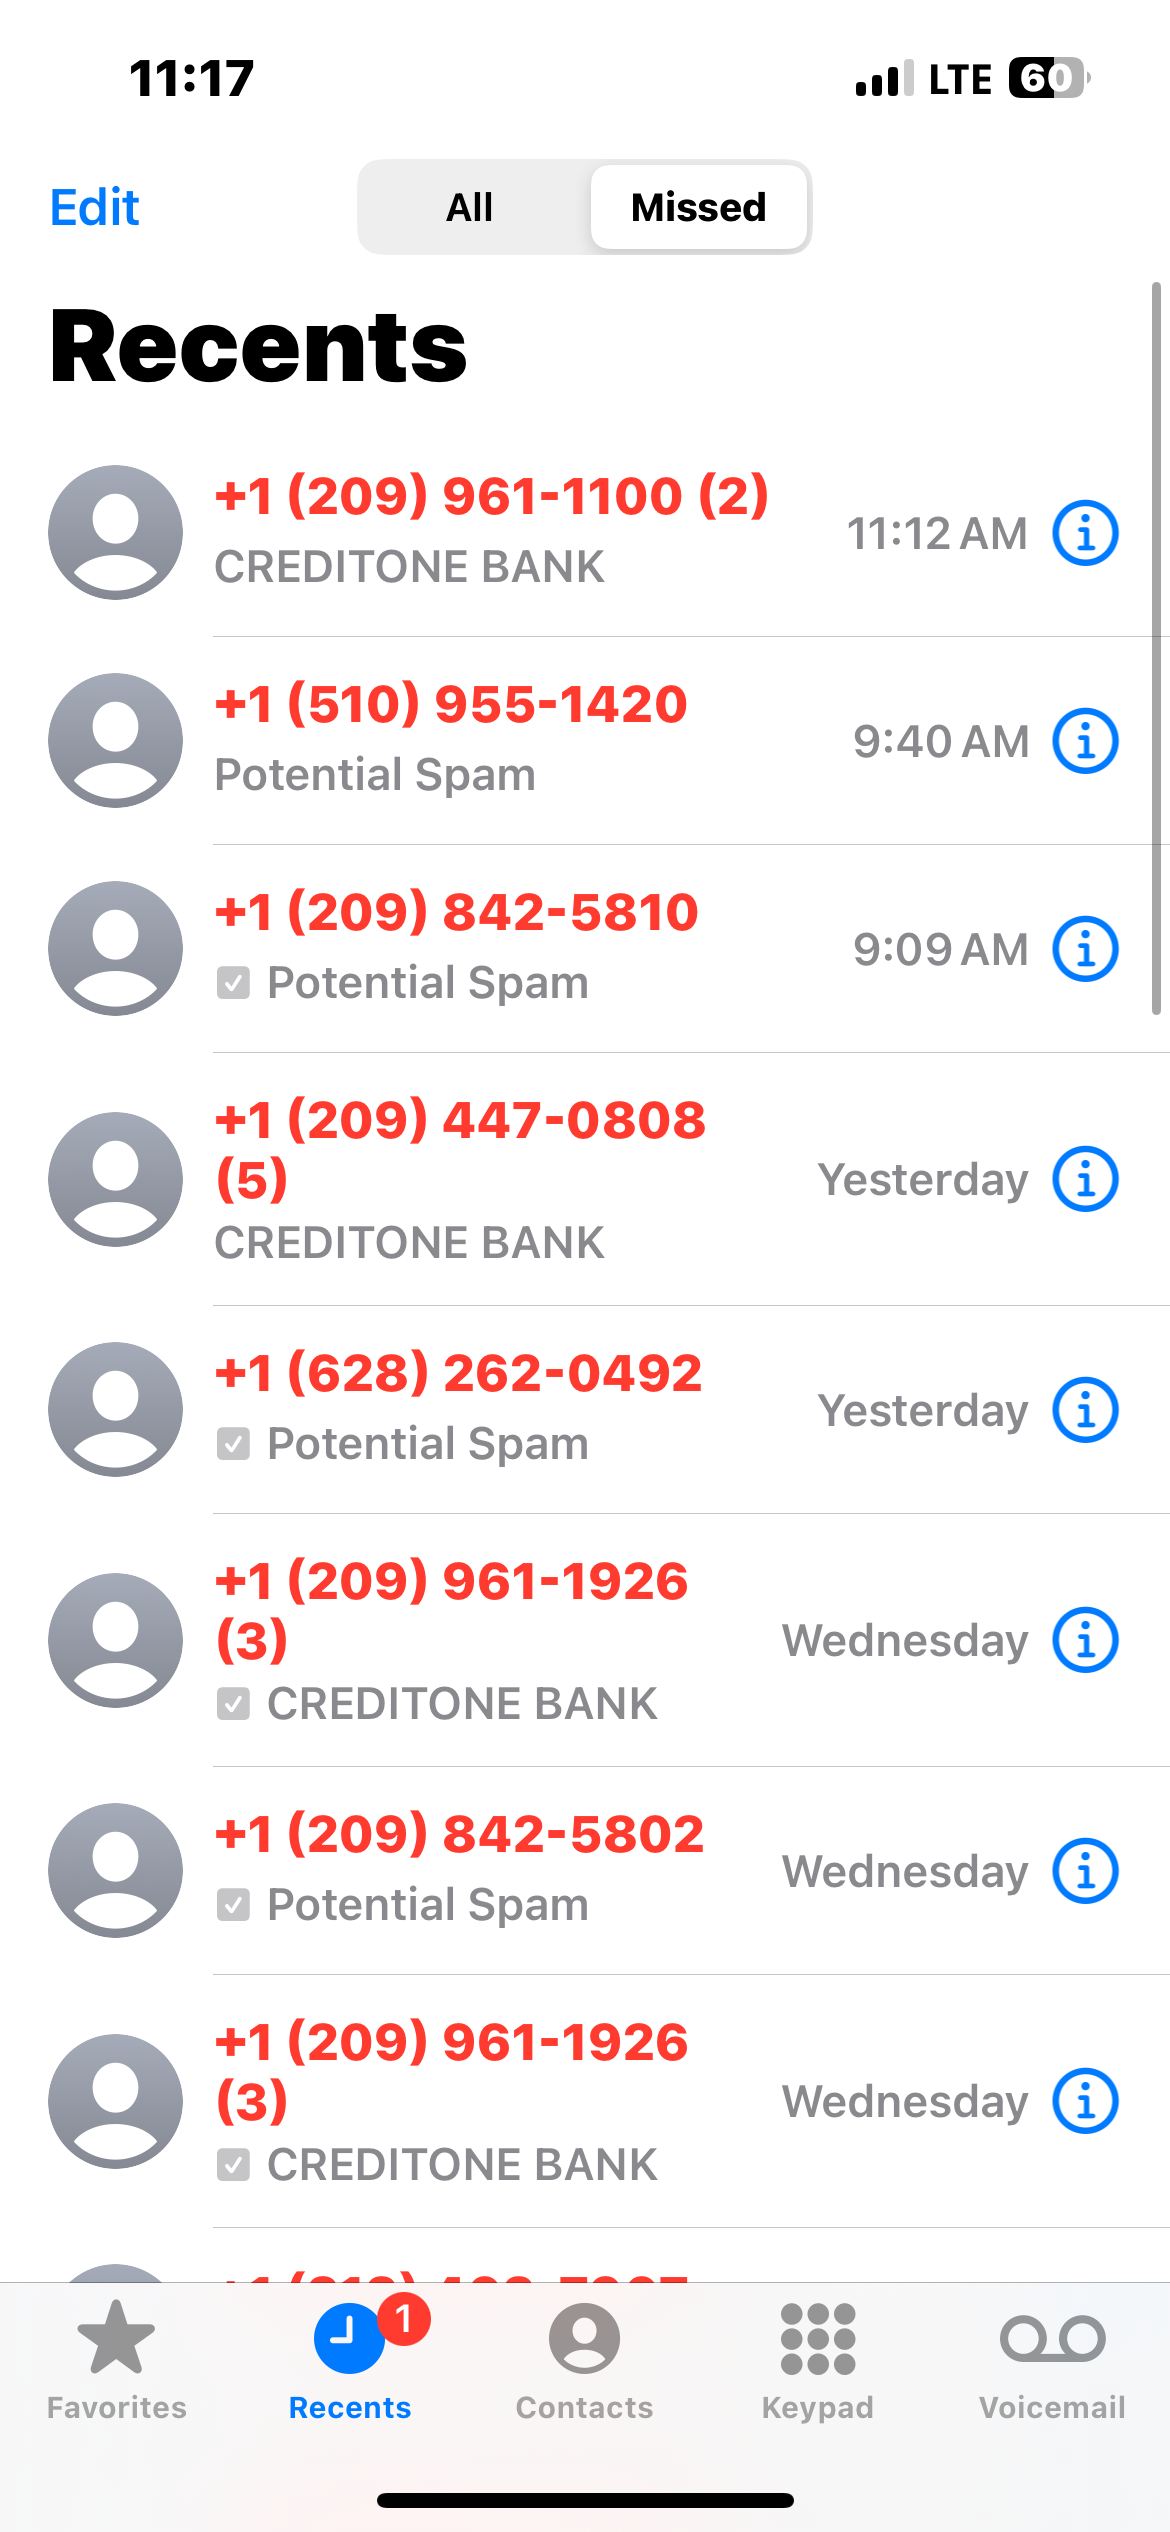 11:17
LTE 60
Edit
All
Missed
Recents
+1 (209) 961-1100 (2)
CREDITONE BANK
11:12 AM
+1 (510) 955-1420
Potential Spam
9:40 AM
+1 (209) 842-5810
Potential Spam
9:09 AM
+1 (209) 447-0808
(5)
CREDITONE BANK
Yesterday
+1 (628) 262-0492
Potential Spam
Yesterday
+1 (209) 961-1926
(3)
CREDITONE BANK
Wednesday
+1 (209) 842-5802
Potential Spam
Wednesday
+1 (209) 961-1926
(3)
CREDITONE BANK
Wednesday
1
Favorites
Recents
Contacts
Keypad
Voicemail